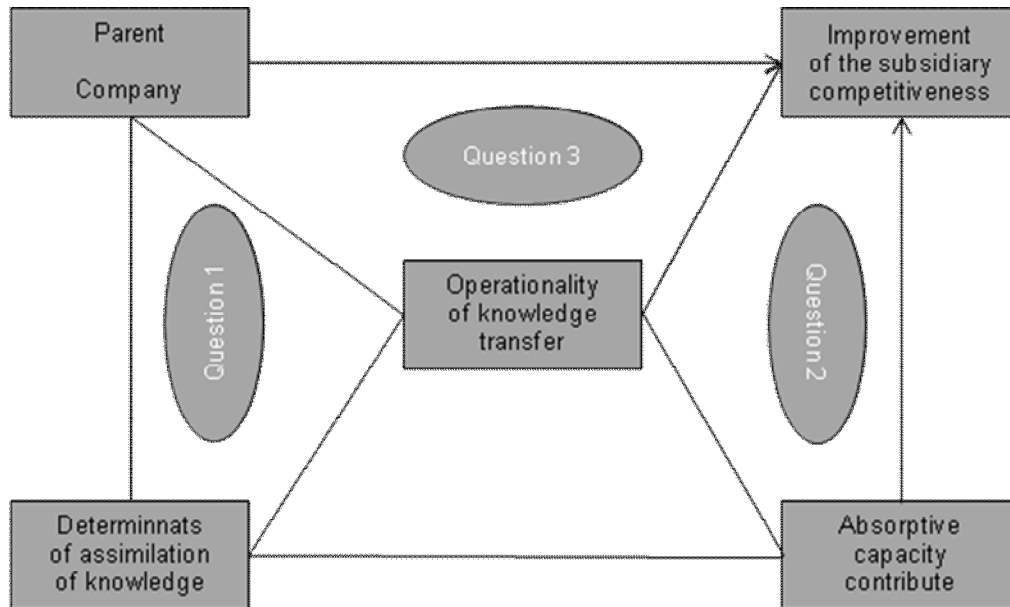 Parent
Company
Improvement
of the subsidiary
competitiveness
Question 3
Question 1
Operationality
of knowledge
transfer
Question 2
Determinnats
of assimilation
of knowledge
Absorptive
capacity
contribute